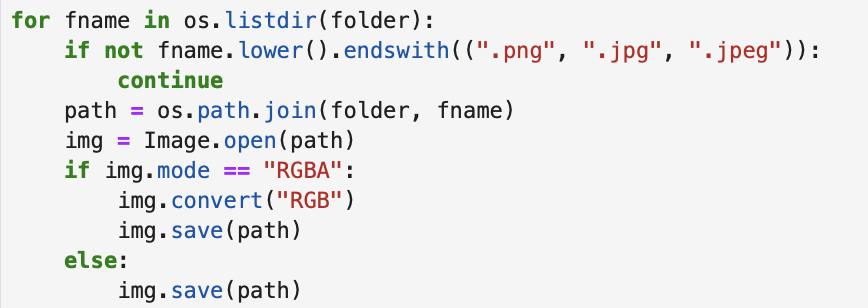 for fname in os.listdir(folder):
    if not fname.lower().endswith((".png", ".jpg", ".jpeg")):
        continue
    path = os.path.join(folder, fname)
    img = Image.open(path)
    if img.mode == "RGBA":
        img.convert("RGB")
        img.save(path)
    else:
        img.save(path)